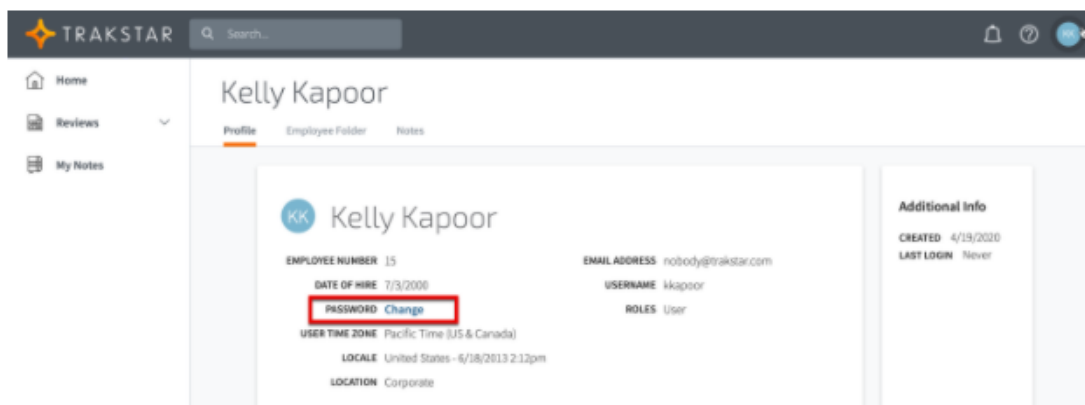 TRAKSTAR Search... KK
Home
Reviews
My Notes
Kelly Kapoor
Profile Employee Folder Notes
KK Kelly Kapoor
EMPLOYEE NUMBER 15
DATE OF HIRE 7/3/2000
PASSWORD Change
USER TIME ZONE Pacific Time (US & Canada)
LOCALE United States - 6/18/2013 2:12pm
LOCATION Corporate
EMAIL ADDRESS nobody@trakstar.com
USERNAME kkapoor
ROLES User
Additional Info
CREATED 4/19/2020
LAST LOGIN Never